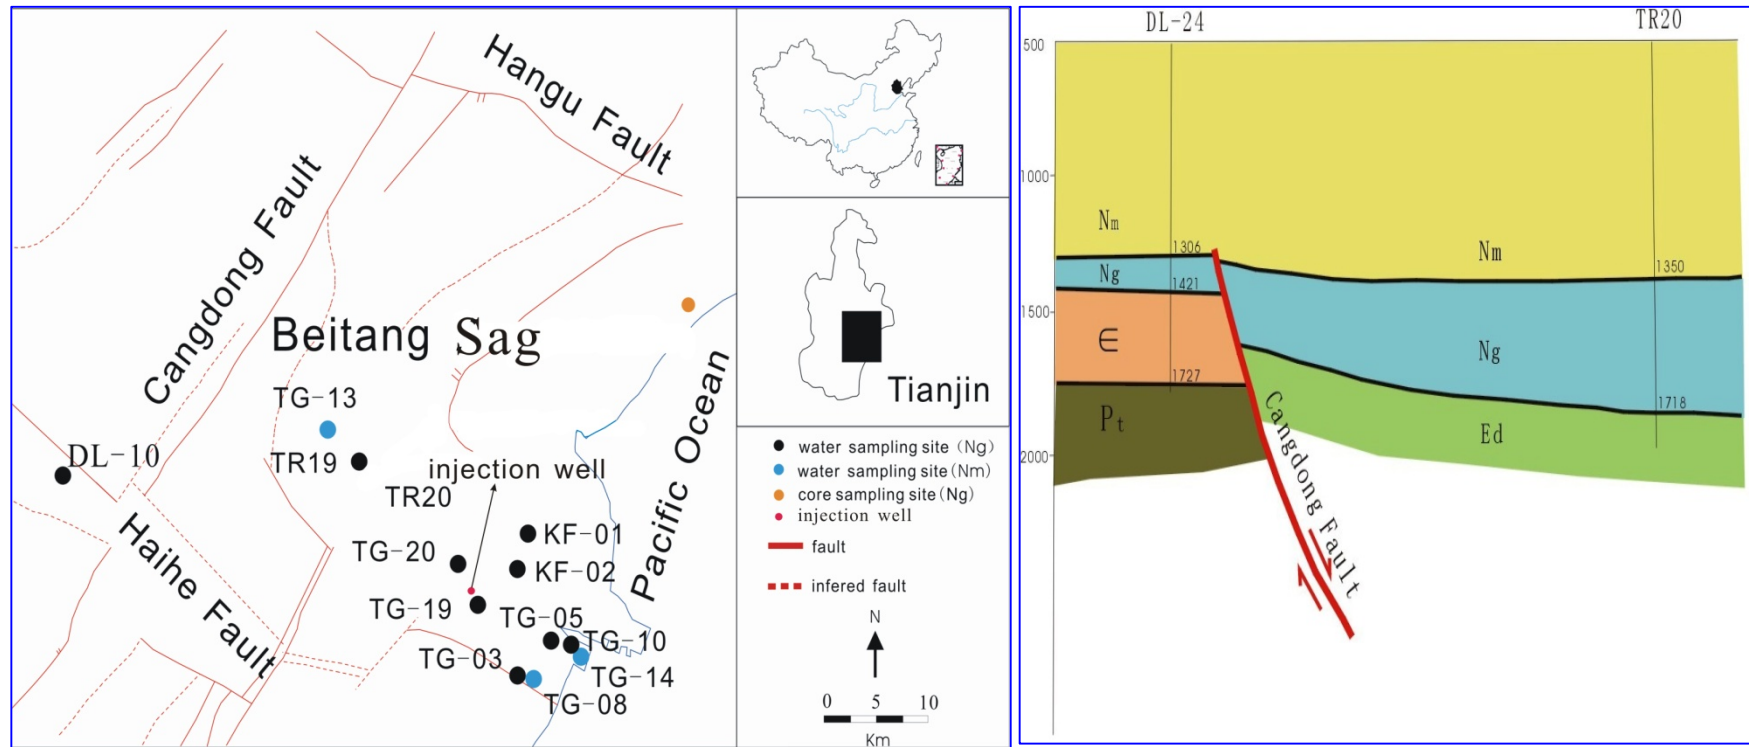 Hangu Fault
Cangdong Fault
Beitang Sag
TG-13
DL-10
TR19
injection well
TR20
KF-01
TG-20
KF-02
TG-19
TG-05
TG-10
TG-03
TG-14
TG-08
Haihe Fault
Pacific Ocean
Tianjin
water sampling site (Ng)
water sampling site (Nm)
core sampling site (Ng)
injection well
fault
infered fault
N
0 5 10
Km
DL-24 TR20
500
1000
1500
2000
Nm
1306
Ng
1421
∈
1727
Pt
Nm
1350
Ng
1718
Ed
Cangdong Fault